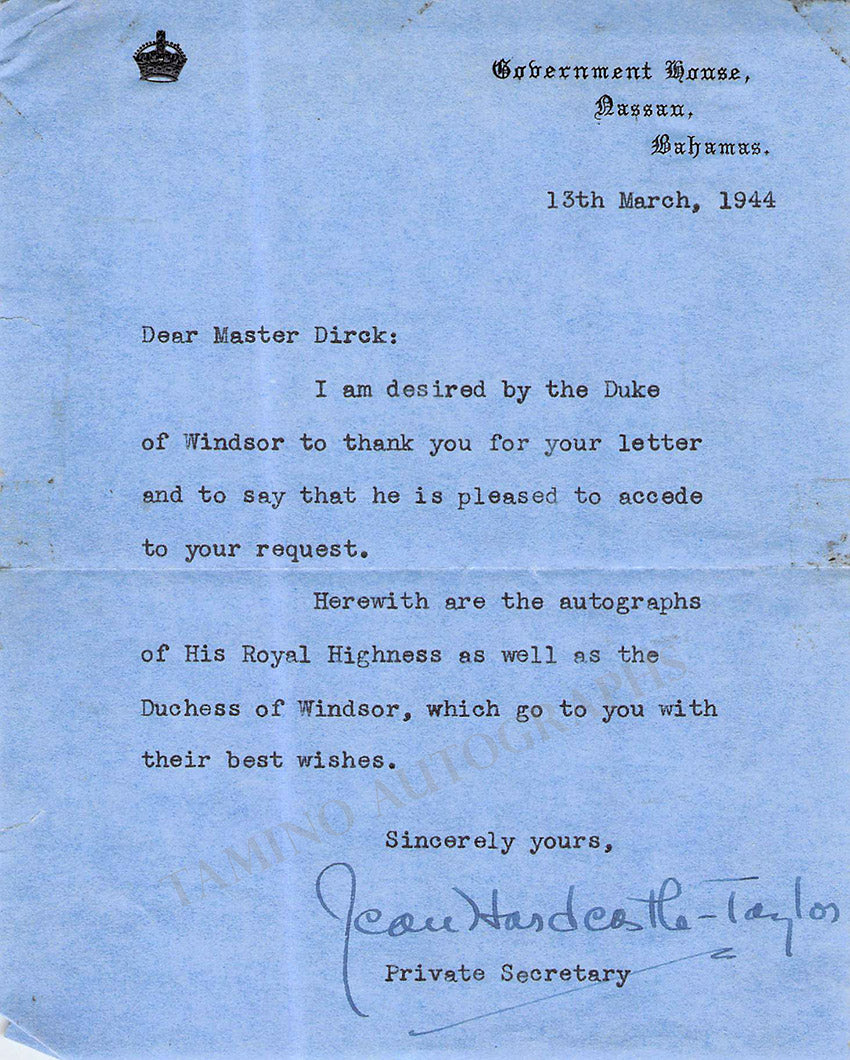 Government House,
Nassau,
Bahamas.
13th March, 1944
Dear Master Dirck:
I am desired by the Duke
of Windsor to thank you for your letter
and to say that he is pleased to accede
to your request.
Herewith are the autographs
of His Royal Highness as well as the
Duchess of Windsor, which go to you with
their best wishes.
TAMINO AUTOGRAPHS
Sincerely yours,
Jean Hardcastle-Taylor
Private Secretary